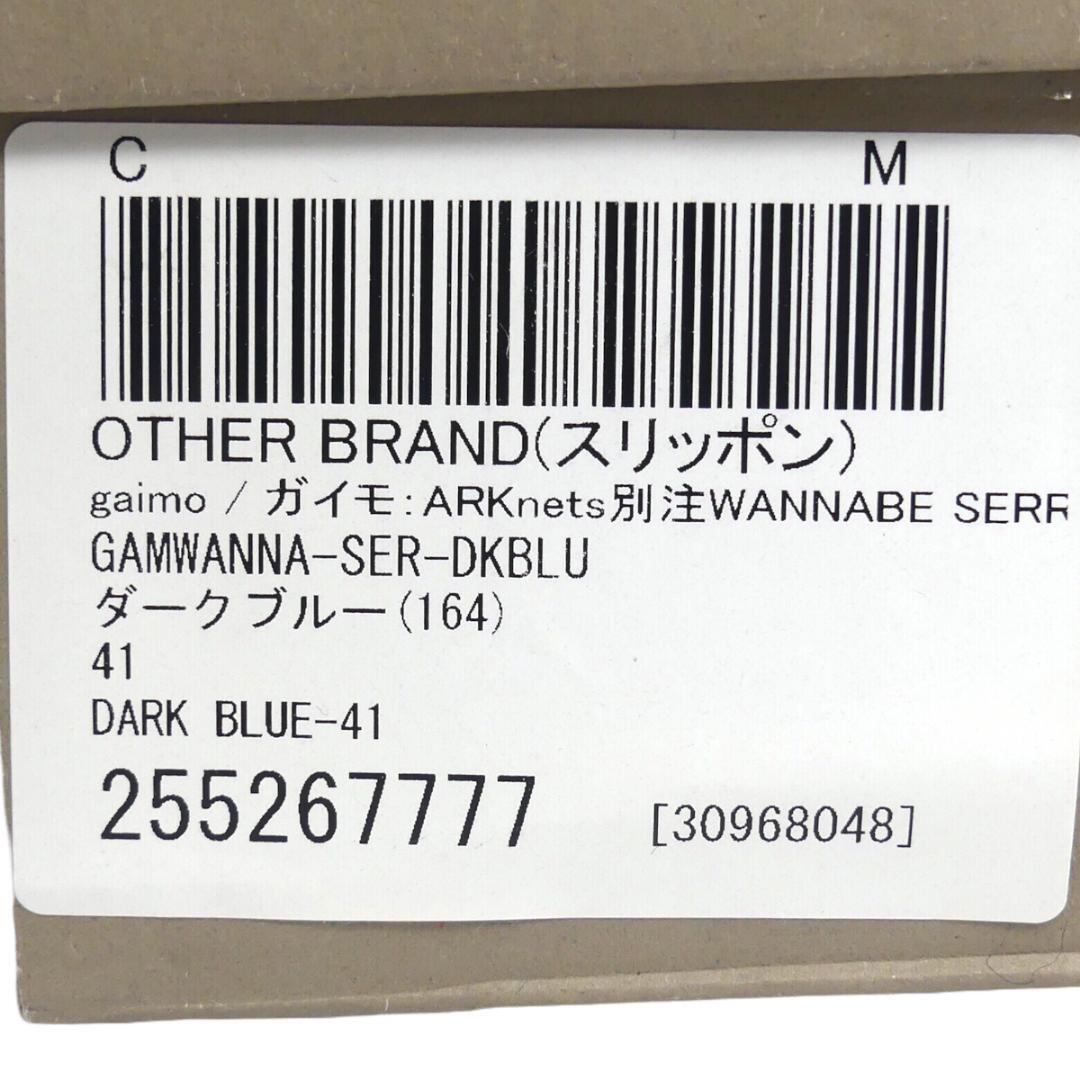 C M
OTHER BRAND(スリッポン)
gaimo / ガイモ:ARKnets別注WANNABE SERR
GAMWANNA-SER-DKBLU
ダークブルー(164)
41
DARK BLUE-41
255267777 [30968048]